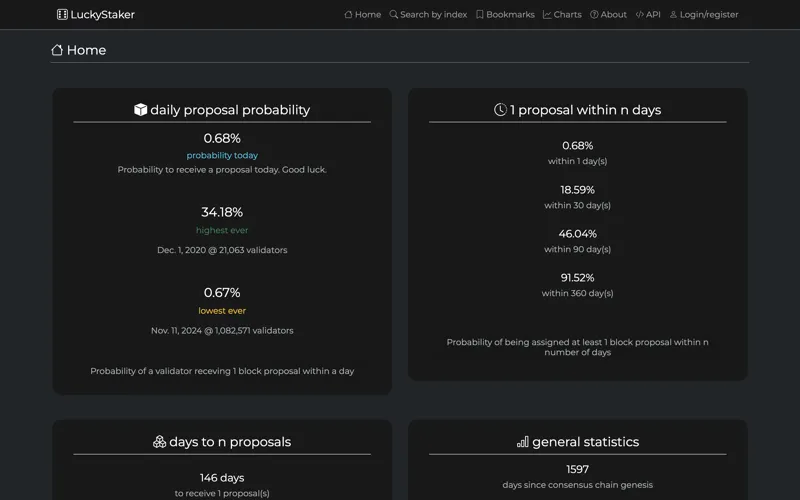 LuckyStaker
Home Search by index Bookmarks Charts About API Login/register
Home
daily proposal probability
0.68%
probability today
Probability to receive a proposal today. Good luck.
34.18%
highest ever
Dec. 1, 2020 @ 21,063 validators
0.67%
lowest ever
Nov. 11, 2024 @ 1,082,571 validators
Probability of a validator receving 1 block proposal within a day
1 proposal within n days
0.68%
within 1 day(s)
18.59%
within 30 day(s)
46.04%
within 90 day(s)
91.52%
within 360 day(s)
Probability of being assigned at least 1 block proposal within n
number of days
days to n proposals
146 days
to receive 1 proposal(s)
general statistics
1597
days since consensus chain genesis